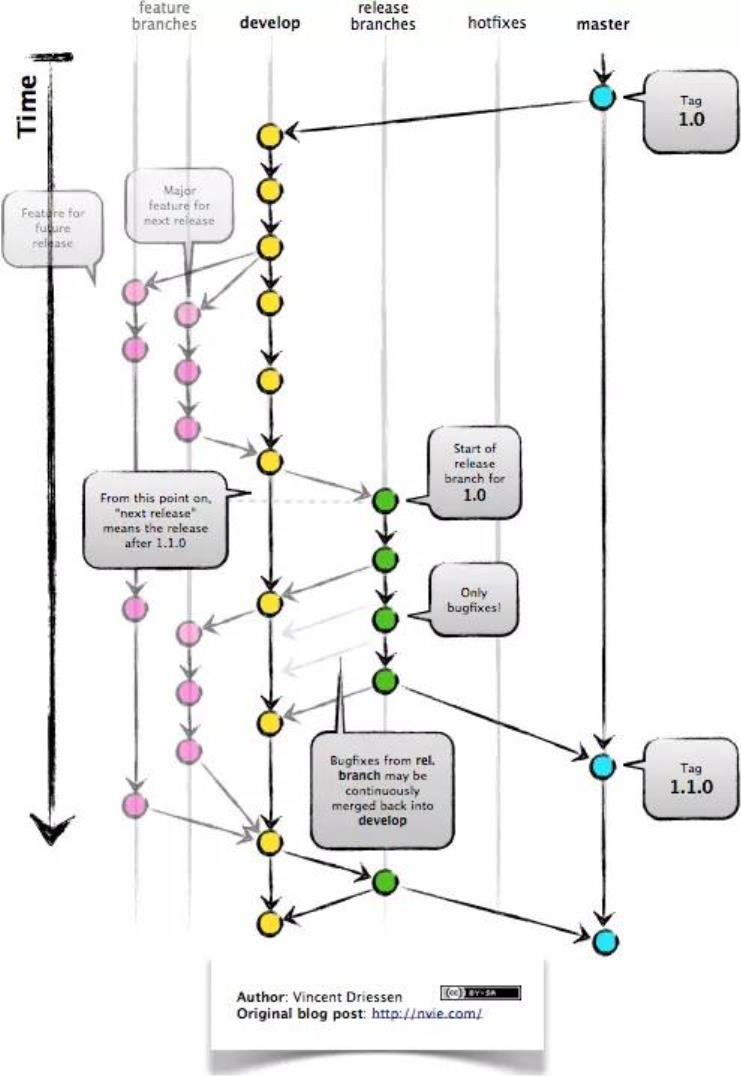 feature
branches
develop
release
branches
hotfixes
master
Time
Tag
1.0
Major
feature for
next release
Feature for
future
release
Start of
release
branch for
1.0
From this point on,
"next release"
means the release
after 1.1.0
Only
bugfixes!
Bugfixes from rel.
branch may be
continuously
merged back into
develop
Tag
1.1.0
Author: Vincent Driessen
Original blog post: http://nvie.com/
(cc) BY-SA